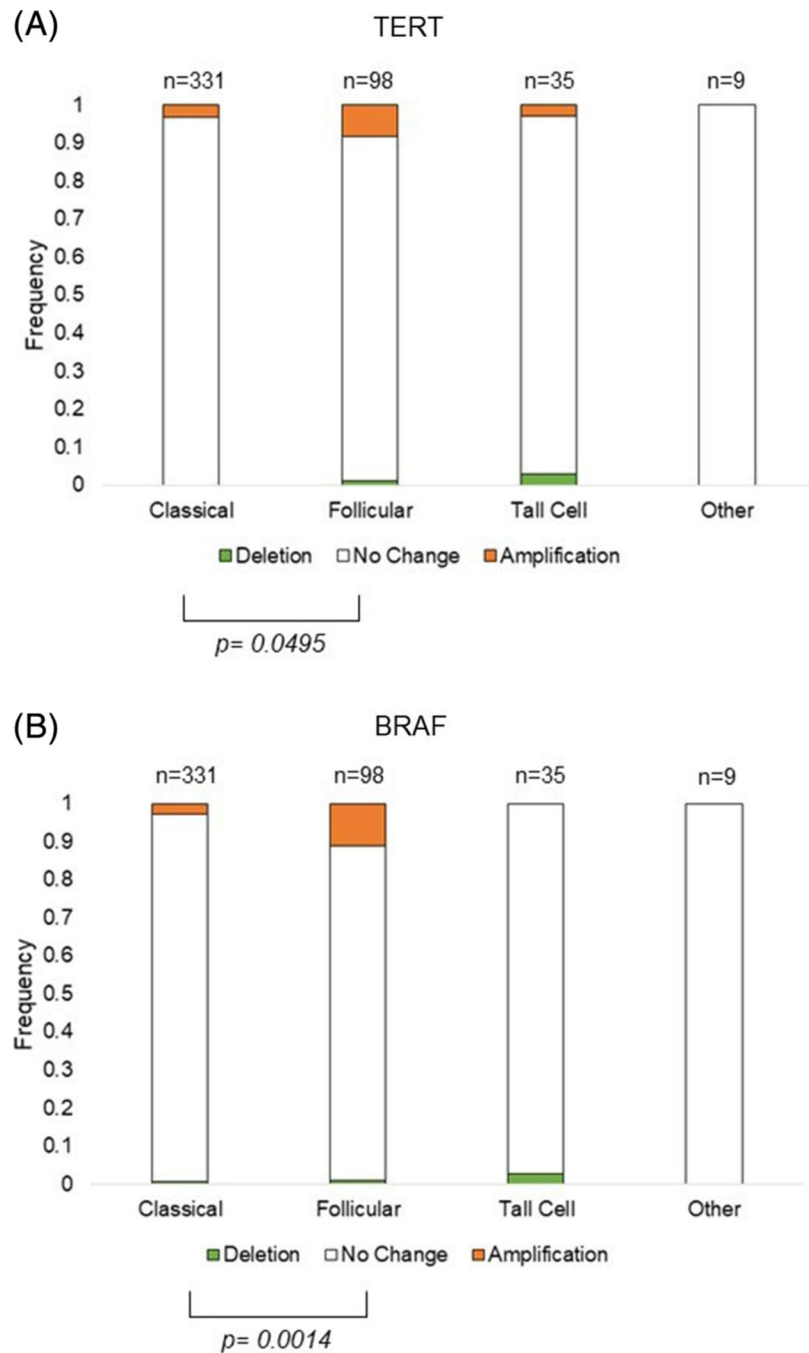 (A)
TERT
n=331 n=98 n=35 n=9
1
0.9
0.8
0.7
0.6
0.5
0.4
0.3
0.2
0.1
0
Frequency
Classical Follicular Tall Cell Other
Deletion No Change Amplification
p= 0.0495
(B)
BRAF
n=331 n=98 n=35 n=9
1
0.9
0.8
0.7
0.6
0.5
0.4
0.3
0.2
0.1
0
Frequency
Classical Follicular Tall Cell Other
Deletion No Change Amplification
p= 0.0014